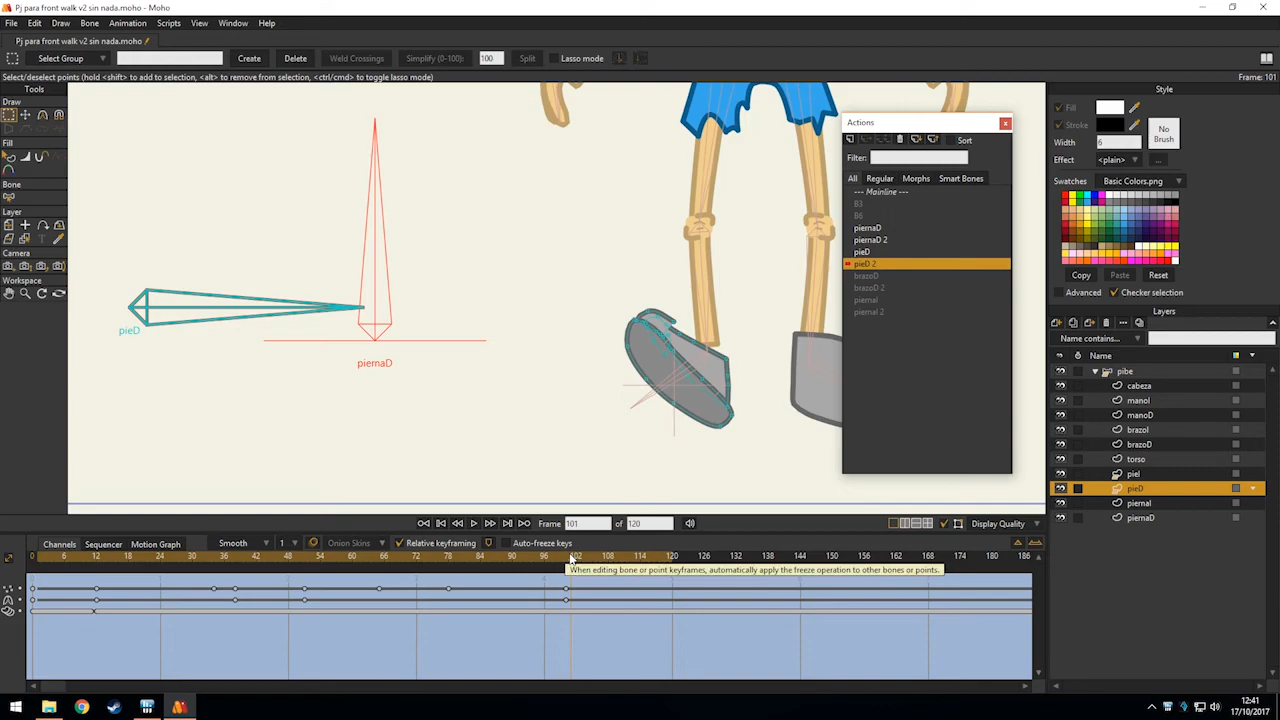 Pj para front walk v2 sin nada.moho - Moho
File Edit Draw Bone Animation Scripts View Window Help
Pj para front walk v2 sin nada.moho
Select Group Create Delete Weld Crossings Simplify (0-100): 100 Split Lasso mode
Select/deselect points (hold <shift> to add to selection, <alt> to remove from selection, <ctrl/cmd> to toggle lasso mode) Frame: 101
Tools
Draw
Fill
Bone
Layer
Camera
Workspace
pieD
piernaD
Actions
Sort
Filter:
All Regular Morphs Smart Bones
--- Mainline ---
B3
B6
piernaD
piernaD 2
pieD
pieD 2
brazoD
brazoD 2
piernaI
piernaI 2
Style
Fill
Stroke
No Brush
Width 6
Effect <plain> ...
Swatches Basic Colors.png
Copy Paste Reset
Advanced Checker selection
Layers
Name contains...
Name
pibe
cabeza
manoI
manoD
brazoI
brazoD
torso
pieI
pieD
piernaI
piernaD
Frame 101 of 120 Display Quality
Channels Sequencer Motion Graph Smooth 1 Onion Skins Relative keyframing Auto-freeze keys
0 6 12 18 24 30 36 42 48 54 60 66 72 78 84 90 96 102 108 114 120 126 132 138 144 150 156 162 168 174 180 186
When editing bone or point keyframes, automatically apply the freeze operation to other bones or points.
12:41
17/10/2017